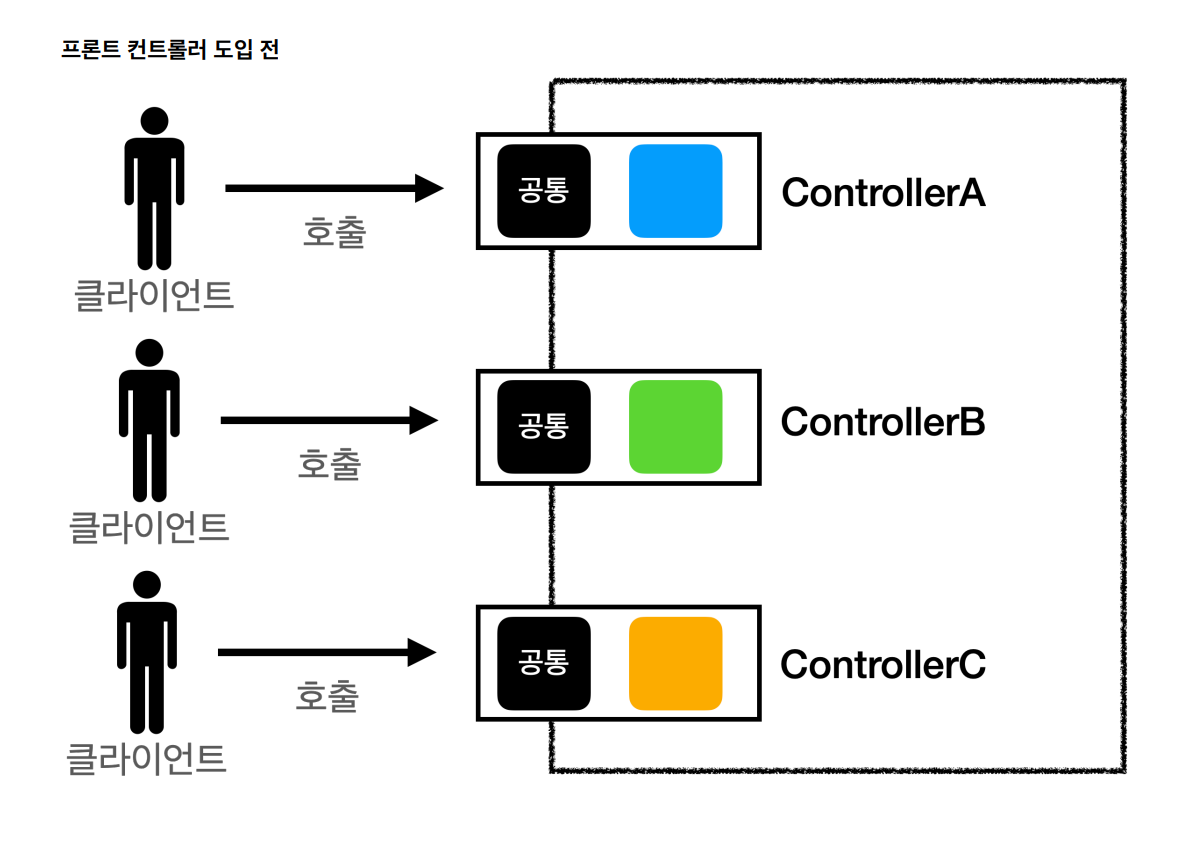 프론트 컨트롤러 도입 전
공통
ControllerA
호출
클라이언트
공통
ControllerB
호출
클라이언트
공통
ControllerC
호출
클라이언트